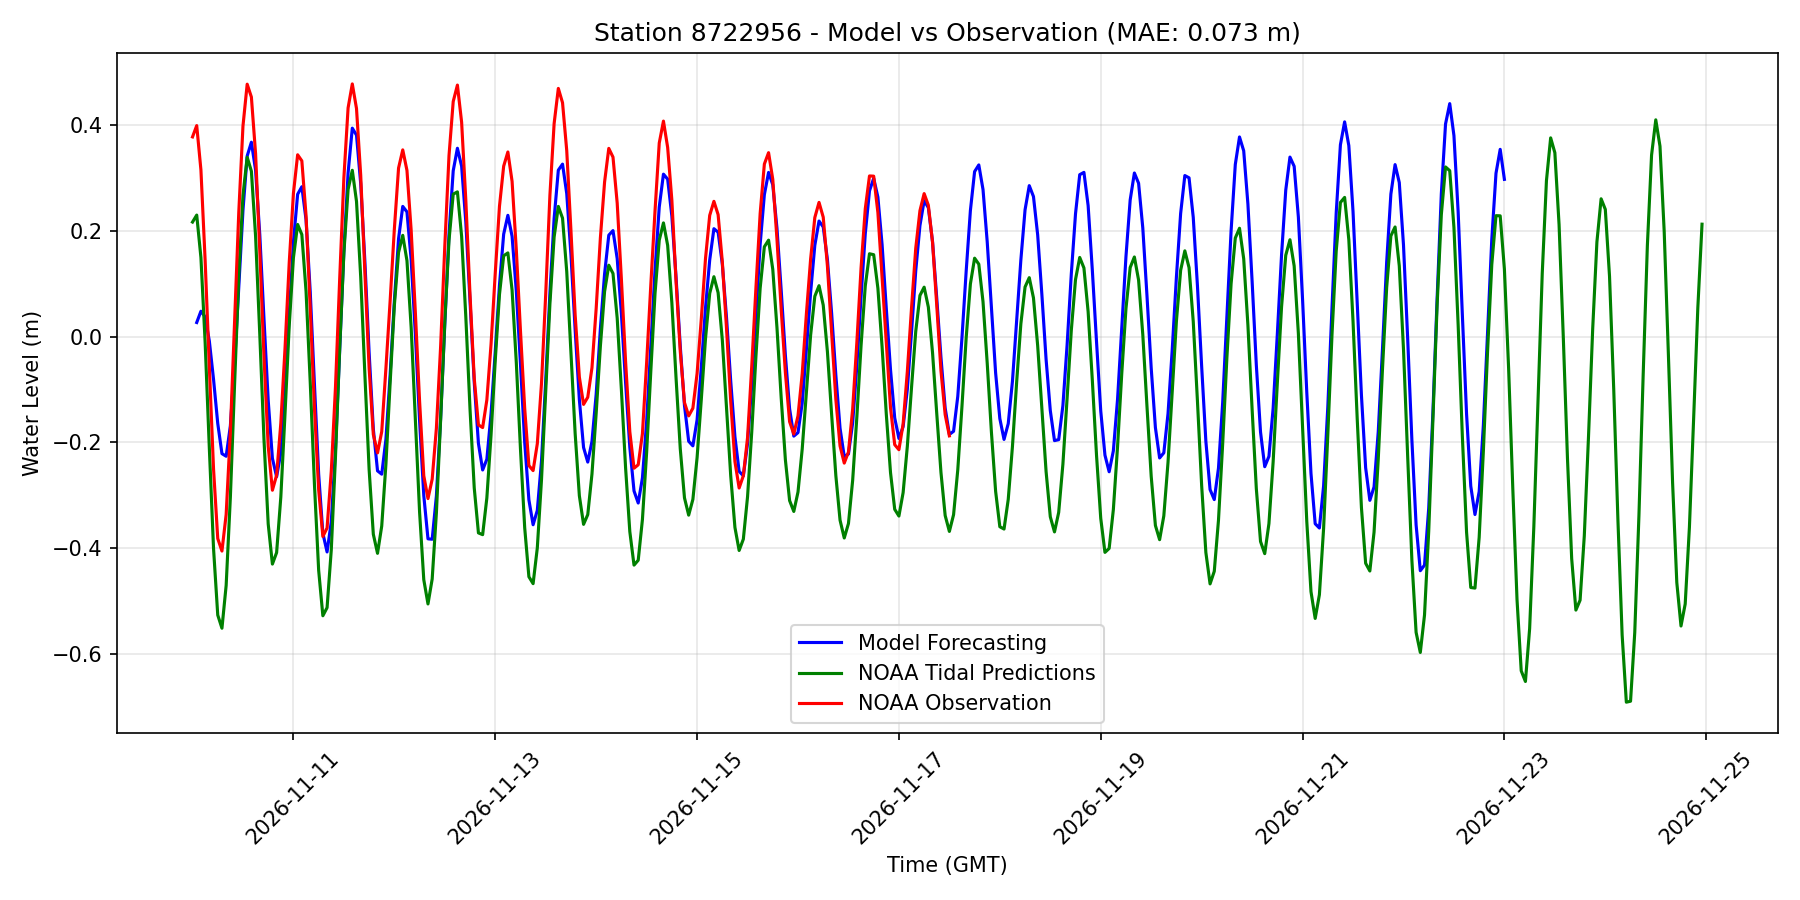 Station 8722956 - Model vs Observation (MAE: 0.073 m)
Water Level (m)
0.4
0.2
0.0
−0.2
−0.4
−0.6
Model Forecasting
NOAA Tidal Predictions
NOAA Observation
2026-11-11
2026-11-13
2026-11-15
2026-11-17
2026-11-19
2026-11-21
2026-11-23
2026-11-25
Time (GMT)